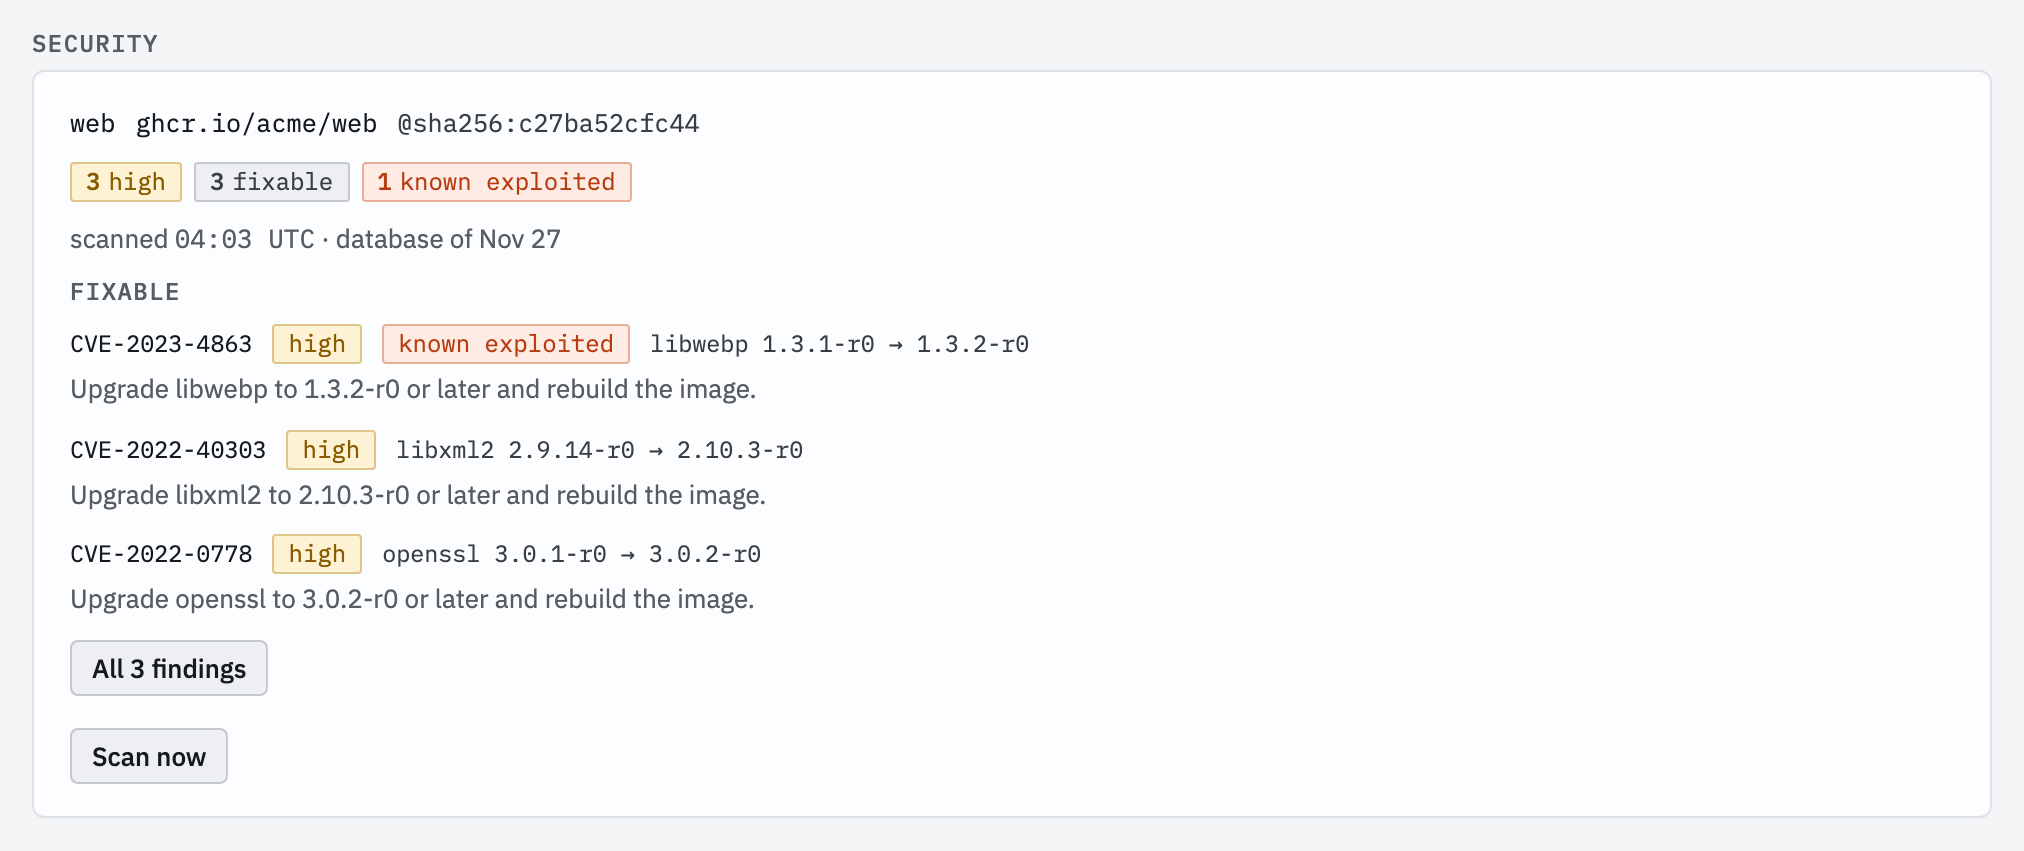 SECURITY
web ghcr.io/acme/web @sha256:c27ba52cfc44
3 high 3 fixable 1 known exploited
scanned 04:03 UTC · database of Nov 27
FIXABLE
CVE-2023-4863 high known exploited libwebp 1.3.1-r0 → 1.3.2-r0
Upgrade libwebp to 1.3.2-r0 or later and rebuild the image.
CVE-2022-40303 high libxml2 2.9.14-r0 → 2.10.3-r0
Upgrade libxml2 to 2.10.3-r0 or later and rebuild the image.
CVE-2022-0778 high openssl 3.0.1-r0 → 3.0.2-r0
Upgrade openssl to 3.0.2-r0 or later and rebuild the image.
All 3 findings
Scan now